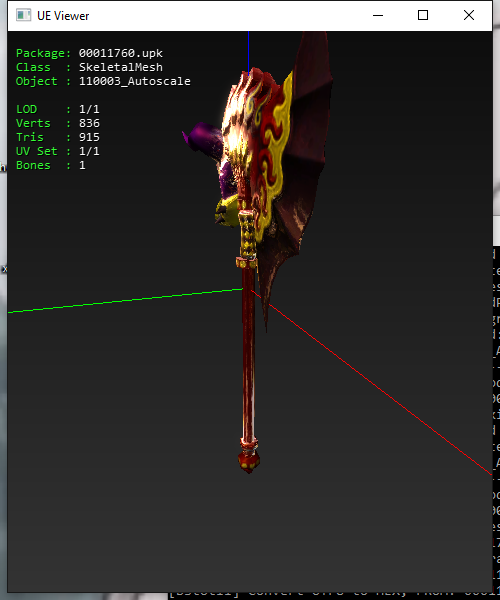 UE Viewer
Package: 00011760.upk
Class : SkeletalMesh
Object : 110003_Autoscale
LOD : 1/1
Verts : 836
Tris : 915
UV Set : 1/1
Bones : 1